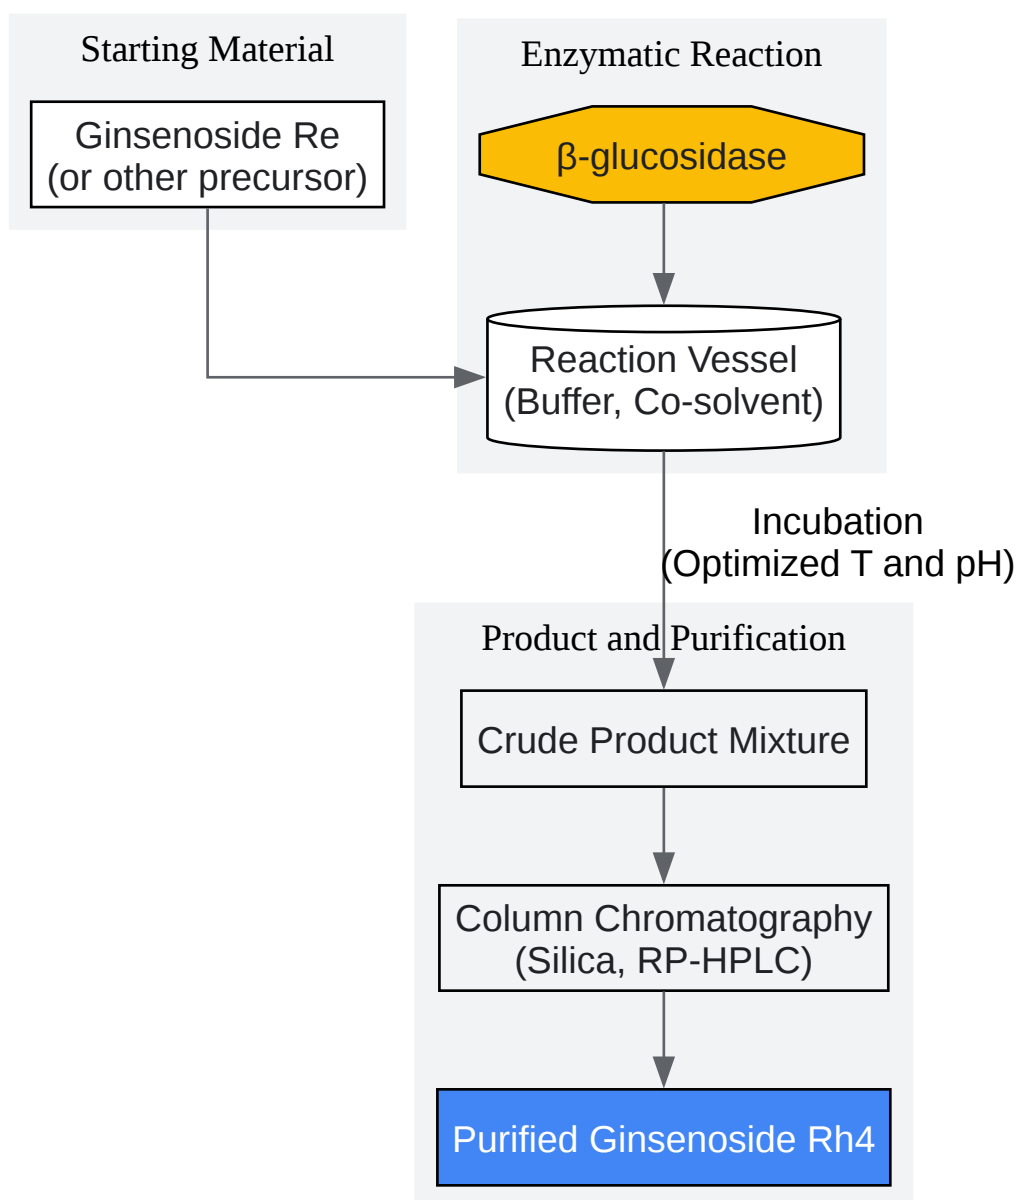 Starting Material
Ginsenoside Re
(or other precursor)
Enzymatic Reaction
β-glucosidase
Reaction Vessel
(Buffer, Co-solvent)
Incubation
(Optimized T and pH)
Product and Purification
Crude Product Mixture
Column Chromatography
(Silica, RP-HPLC)
Purified Ginsenoside Rh4